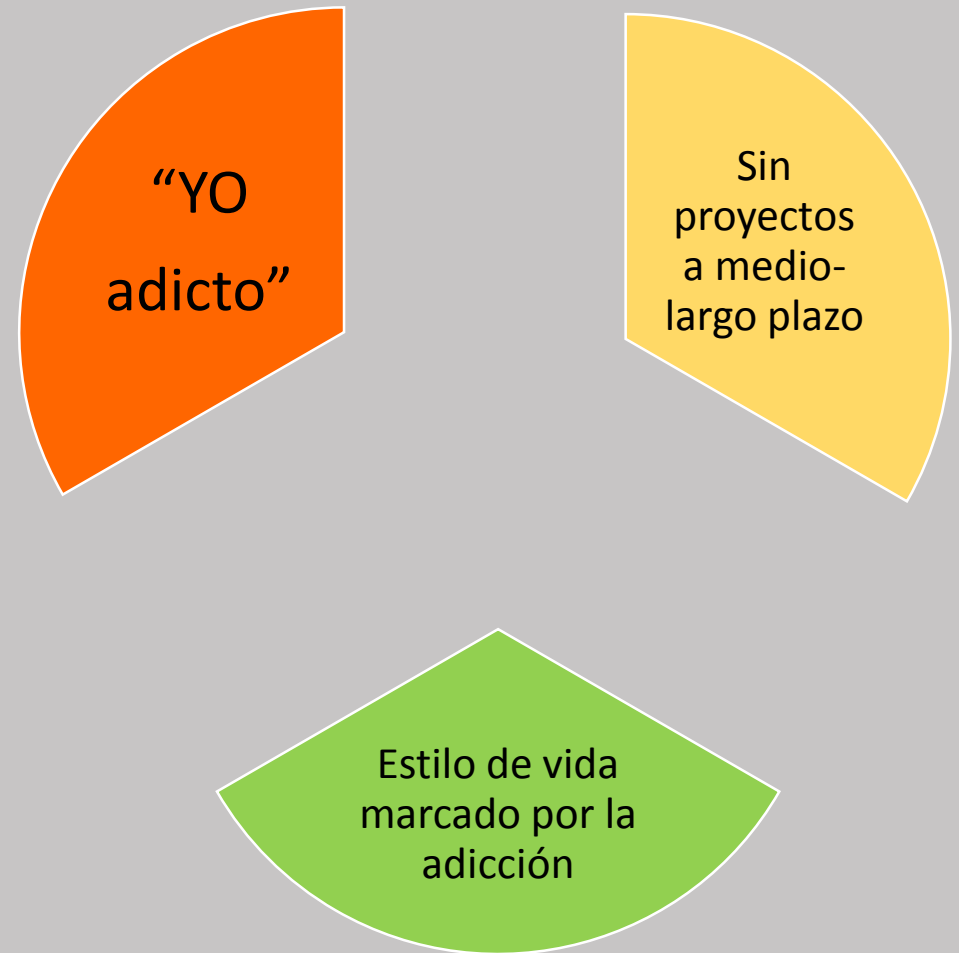 “YO
adicto”
Sin
proyectos
a medio-
largo plazo
Estilo de vida
marcado por la
adicción